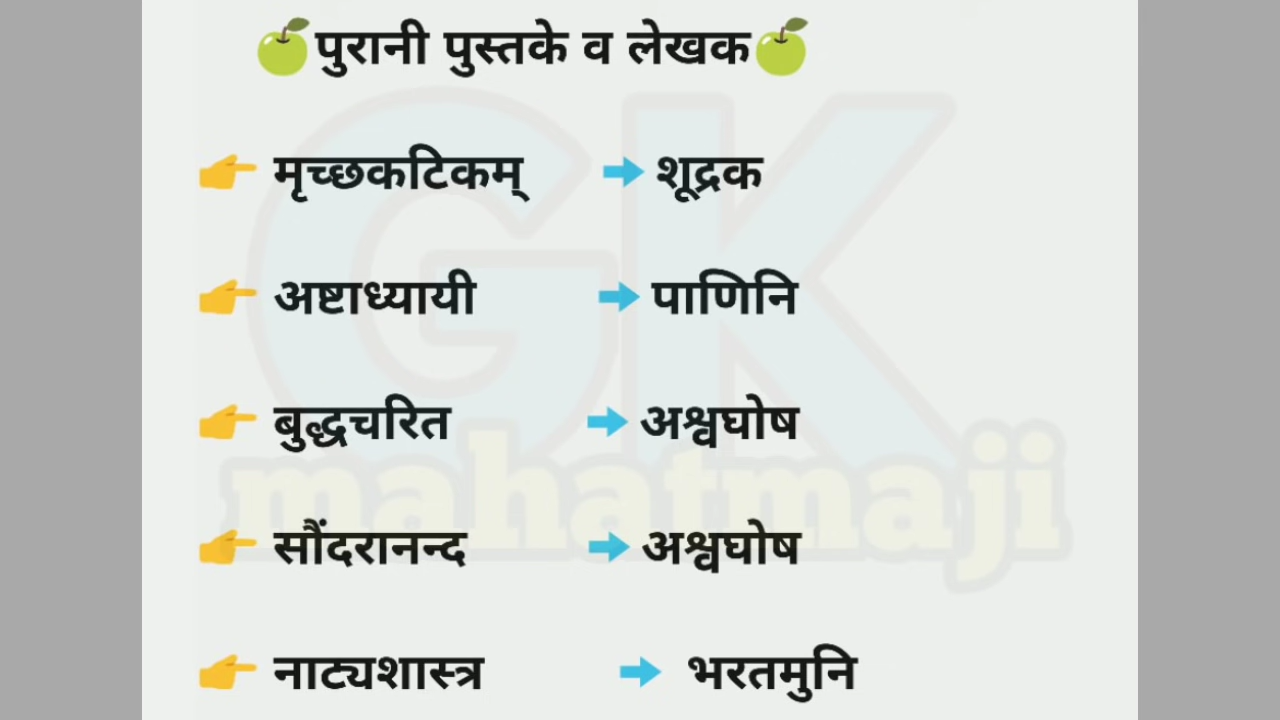 🍏पुरानी पुस्तके व लेखक🍏
GK
mahatmaji
👉 मृच्छकटिकम् ➡ शूद्रक
👉 अष्टाध्यायी ➡ पाणिनि
👉 बुद्धचरित ➡ अश्वघोष
👉 सौंदरानन्द ➡ अश्वघोष
👉 नाट्यशास्त्र ➡ भरतमुनि